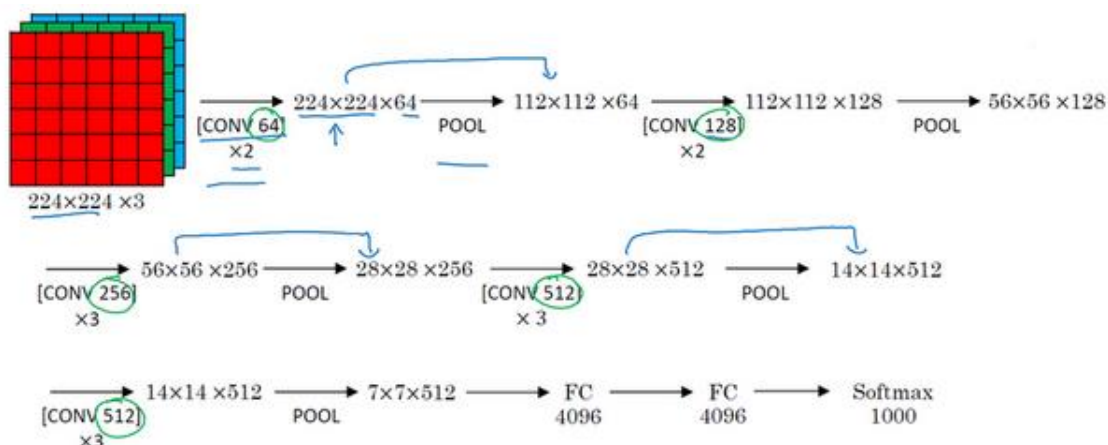 224×224×64 112×112 ×64 112×112 ×128 56×56 ×128
[CONV 64] POOL [CONV 128] POOL
×2 ×2
224×224 ×3
56×56 ×256 28×28 ×256 28×28 ×512 14×14×512
[CONV 256] POOL [CONV 512] POOL
×3 × 3
14×14 ×512 7×7×512 FC FC Softmax
[CONV 512] POOL 4096 4096 1000
×3